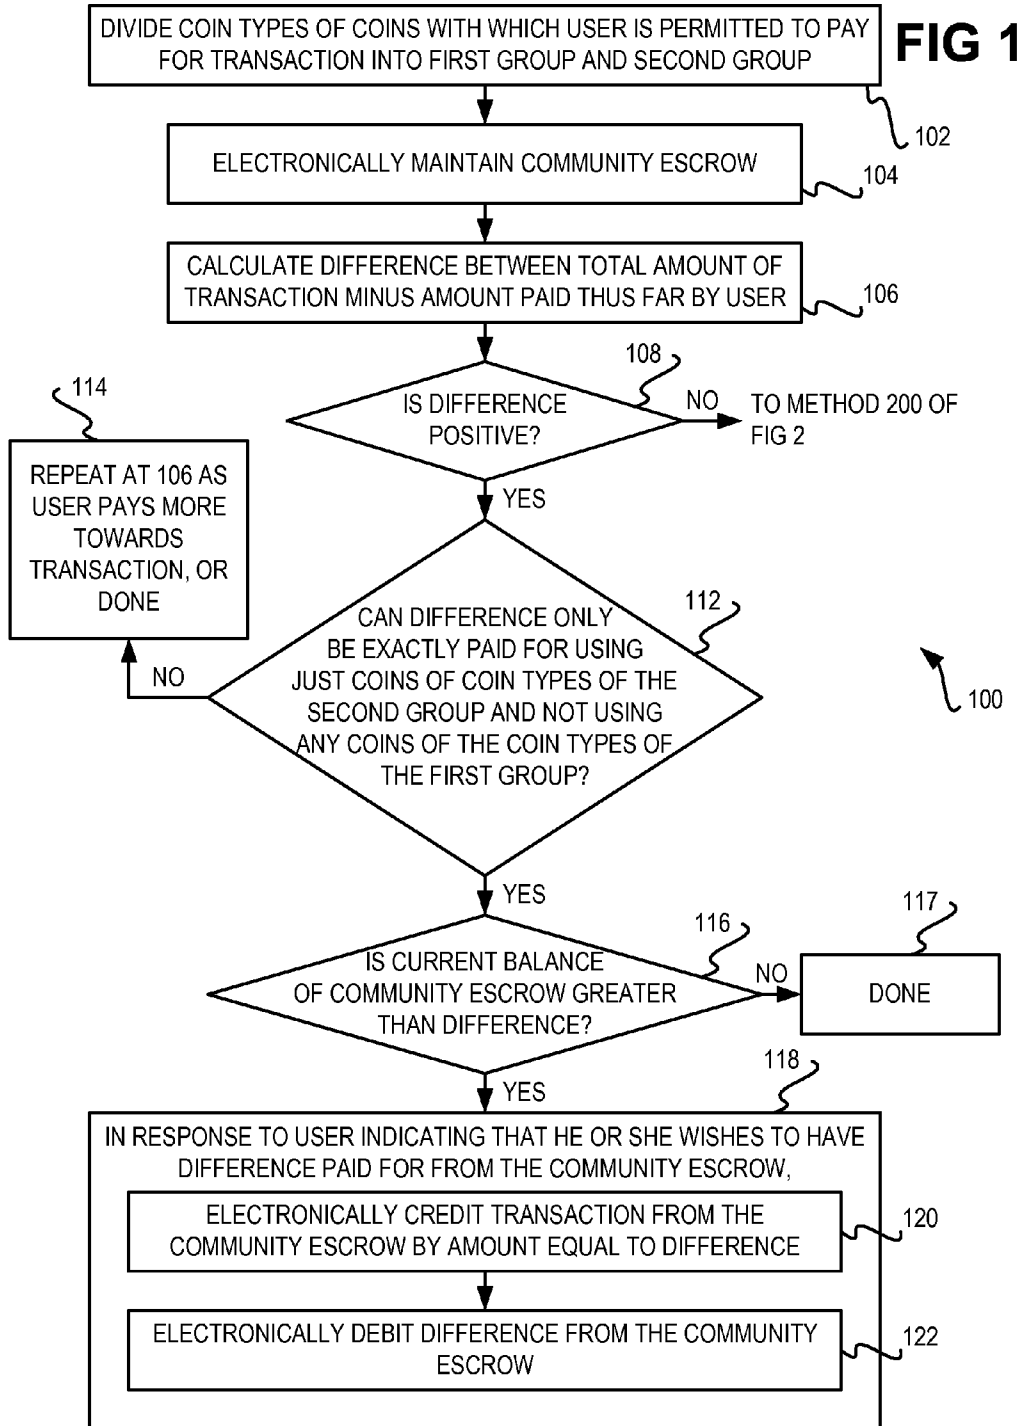 FIG 1
DIVIDE COIN TYPES OF COINS WITH WHICH USER IS PERMITTED TO PAY
FOR TRANSACTION INTO FIRST GROUP AND SECOND GROUP
102
ELECTRONICALLY MAINTAIN COMMUNITY ESCROW
104
CALCULATE DIFFERENCE BETWEEN TOTAL AMOUNT OF
TRANSACTION MINUS AMOUNT PAID THUS FAR BY USER
106
108
IS DIFFERENCE
POSITIVE?
NO
TO METHOD 200 OF
FIG 2
YES
114
REPEAT AT 106 AS
USER PAYS MORE
TOWARDS
TRANSACTION, OR
DONE
NO
112
CAN DIFFERENCE ONLY
BE EXACTLY PAID FOR USING
JUST COINS OF COIN TYPES OF THE
SECOND GROUP AND NOT USING
ANY COINS OF THE COIN TYPES OF
THE FIRST GROUP?
100
YES
116
IS CURRENT BALANCE
OF COMMUNITY ESCROW GREATER
THAN DIFFERENCE?
NO
117
DONE
YES
118
IN RESPONSE TO USER INDICATING THAT HE OR SHE WISHES TO HAVE
DIFFERENCE PAID FOR FROM THE COMMUNITY ESCROW,
ELECTRONICALLY CREDIT TRANSACTION FROM THE
COMMUNITY ESCROW BY AMOUNT EQUAL TO DIFFERENCE
120
ELECTRONICALLY DEBIT DIFFERENCE FROM THE COMMUNITY
ESCROW
122